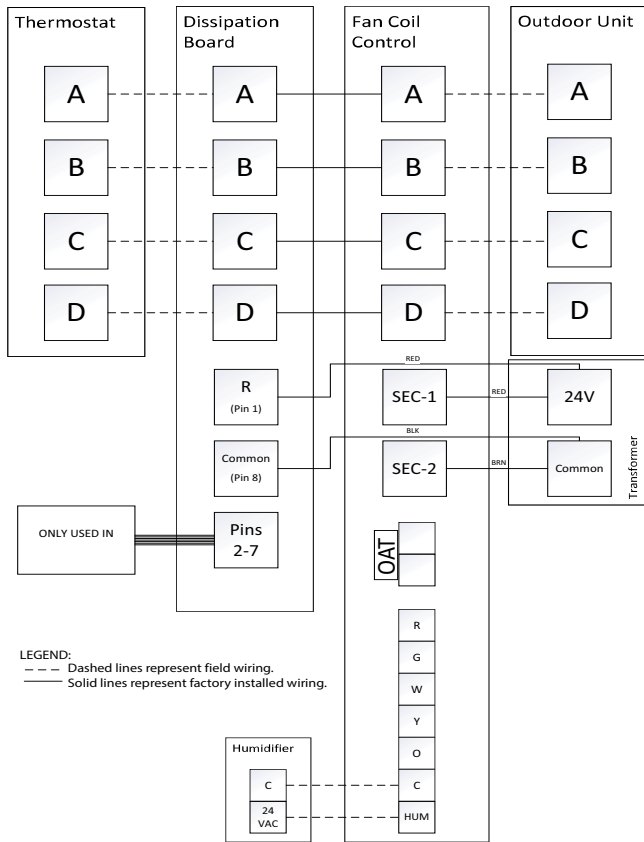 Thermostat
Dissipation
Board
Fan Coil
Control
Outdoor Unit
A
A
A
A
B
B
B
B
C
C
C
C
D
D
D
D
RED
R
(Pin 1)
SEC-1
RED
24V
BLK
Common
(Pin 8)
SEC-2
BRN
Common
Transformer
ONLY USED IN
Pins
2-7
OAT
R
G
W
Y
O
C
HUM
LEGEND:
Dashed lines represent field wiring.
Solid lines represent factory installed wiring.
Humidifier
C
24
VAC